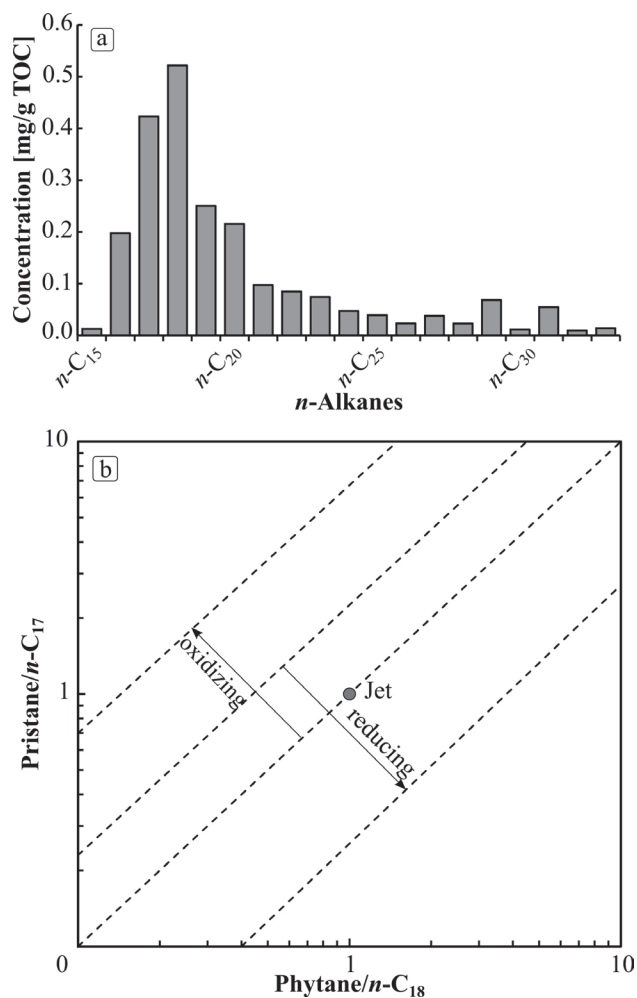 a
Concentration [mg/g TOC]
0.6
0.5
0.4
0.3
0.2
0.1
0.0
n-C₁₅
n-C₂₀
n-C₂₅
n-C₃₀
n-Alkanes
b
10
1
0
Pristane/n-C₁₇
oxidizing
reducing
Jet
1
10
Phytane/n-C₁₈